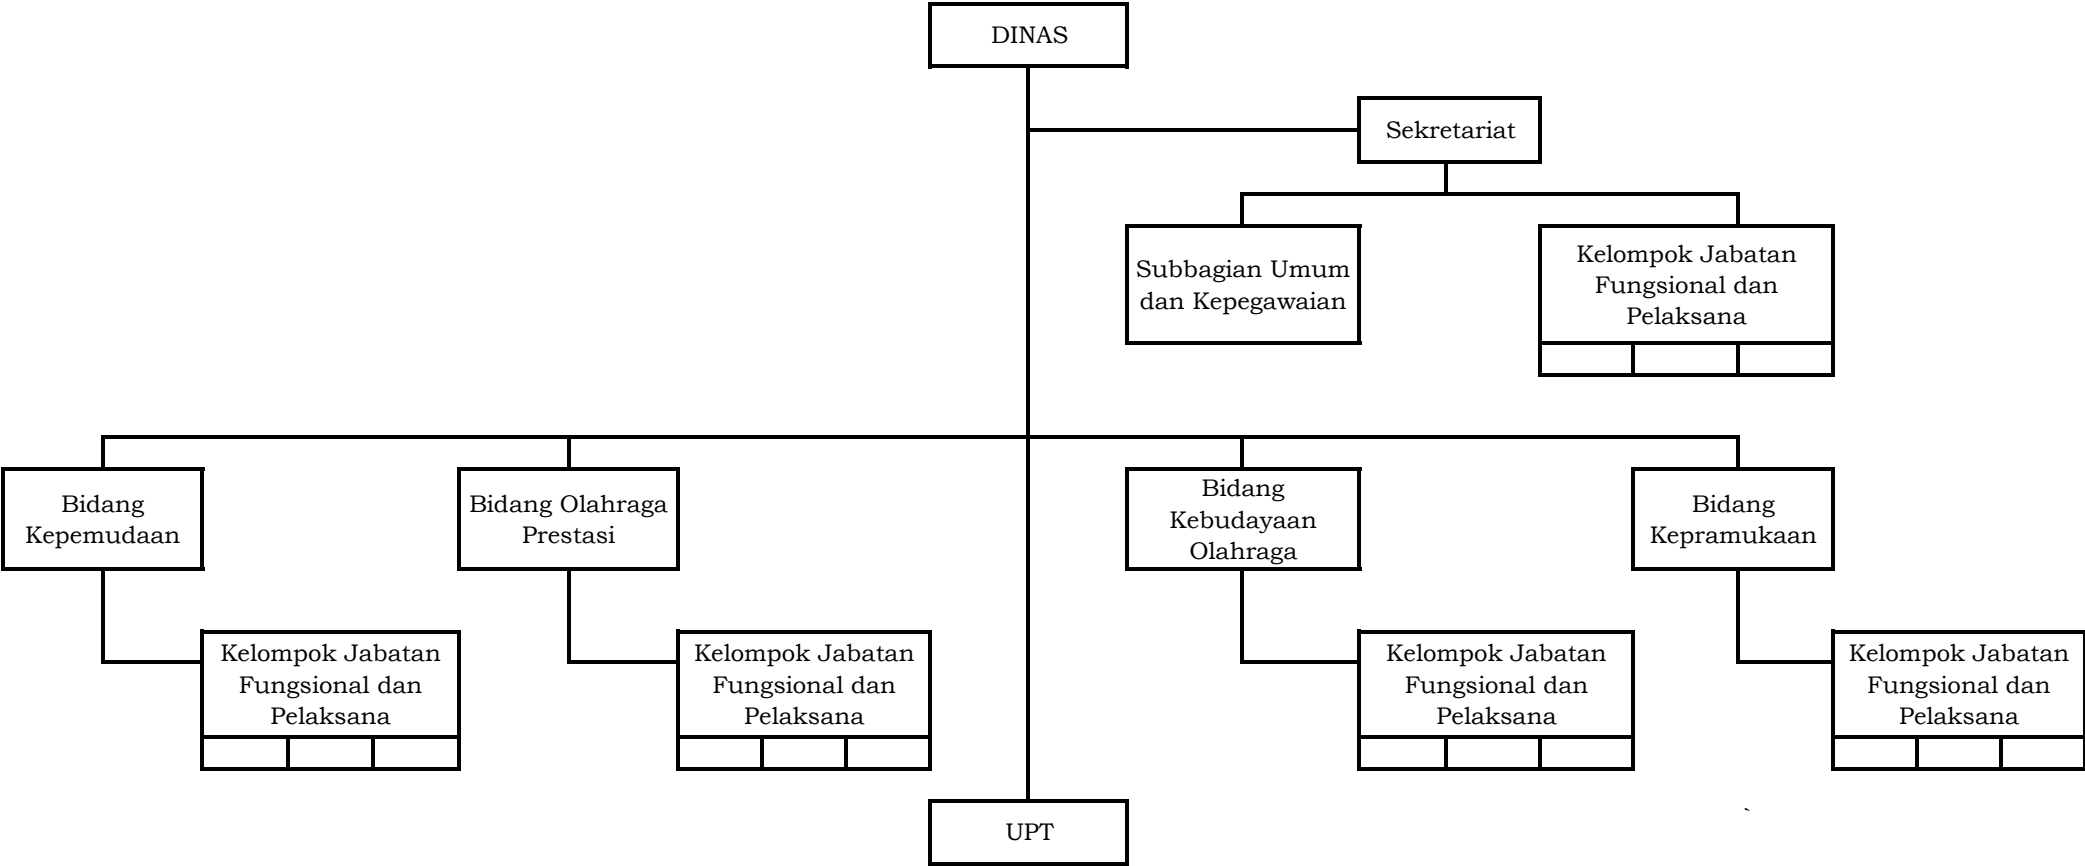 DINAS
Sekretariat
Subbagian Umum
dan Kepegawaian
Kelompok Jabatan
Fungsional dan
Pelaksana
Bidang
Kepemudaan
Bidang Olahraga
Prestasi
Bidang
Kebudayaan
Olahraga
Bidang
Kepramukaan
Kelompok Jabatan
Fungsional dan
Pelaksana
Kelompok Jabatan
Fungsional dan
Pelaksana
Kelompok Jabatan
Fungsional dan
Pelaksana
Kelompok Jabatan
Fungsional dan
Pelaksana
`
UPT